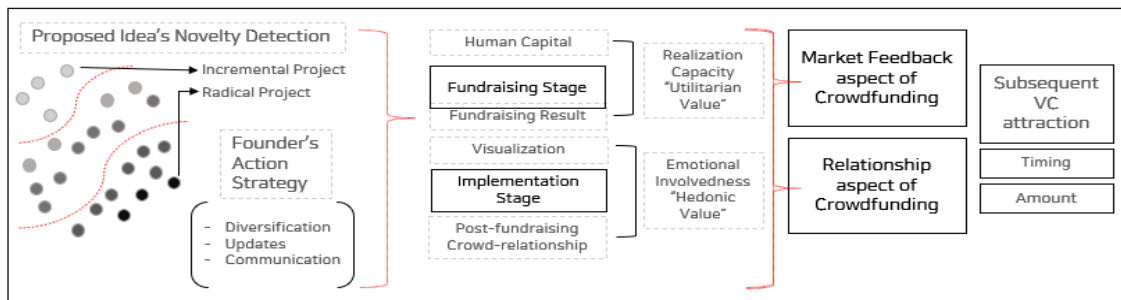 Proposed Idea's Novelty Detection
Incremental Project
Radical Project
Founder's
Action
Strategy
- Diversification
- Updates
- Communication
Human Capital
Fundraising Stage
Fundraising Result
Visualization
Implementation
Stage
Post-fundraising
Crowd-relationship
Realization
Capacity
"Utilitarian
Value"
Emotional
Involvedness
"Hedonic
Value"
Market Feedback
aspect of
Crowdfunding
Relationship
aspect of
Crowdfunding
Subsequent
VC
attraction
Timing
Amount